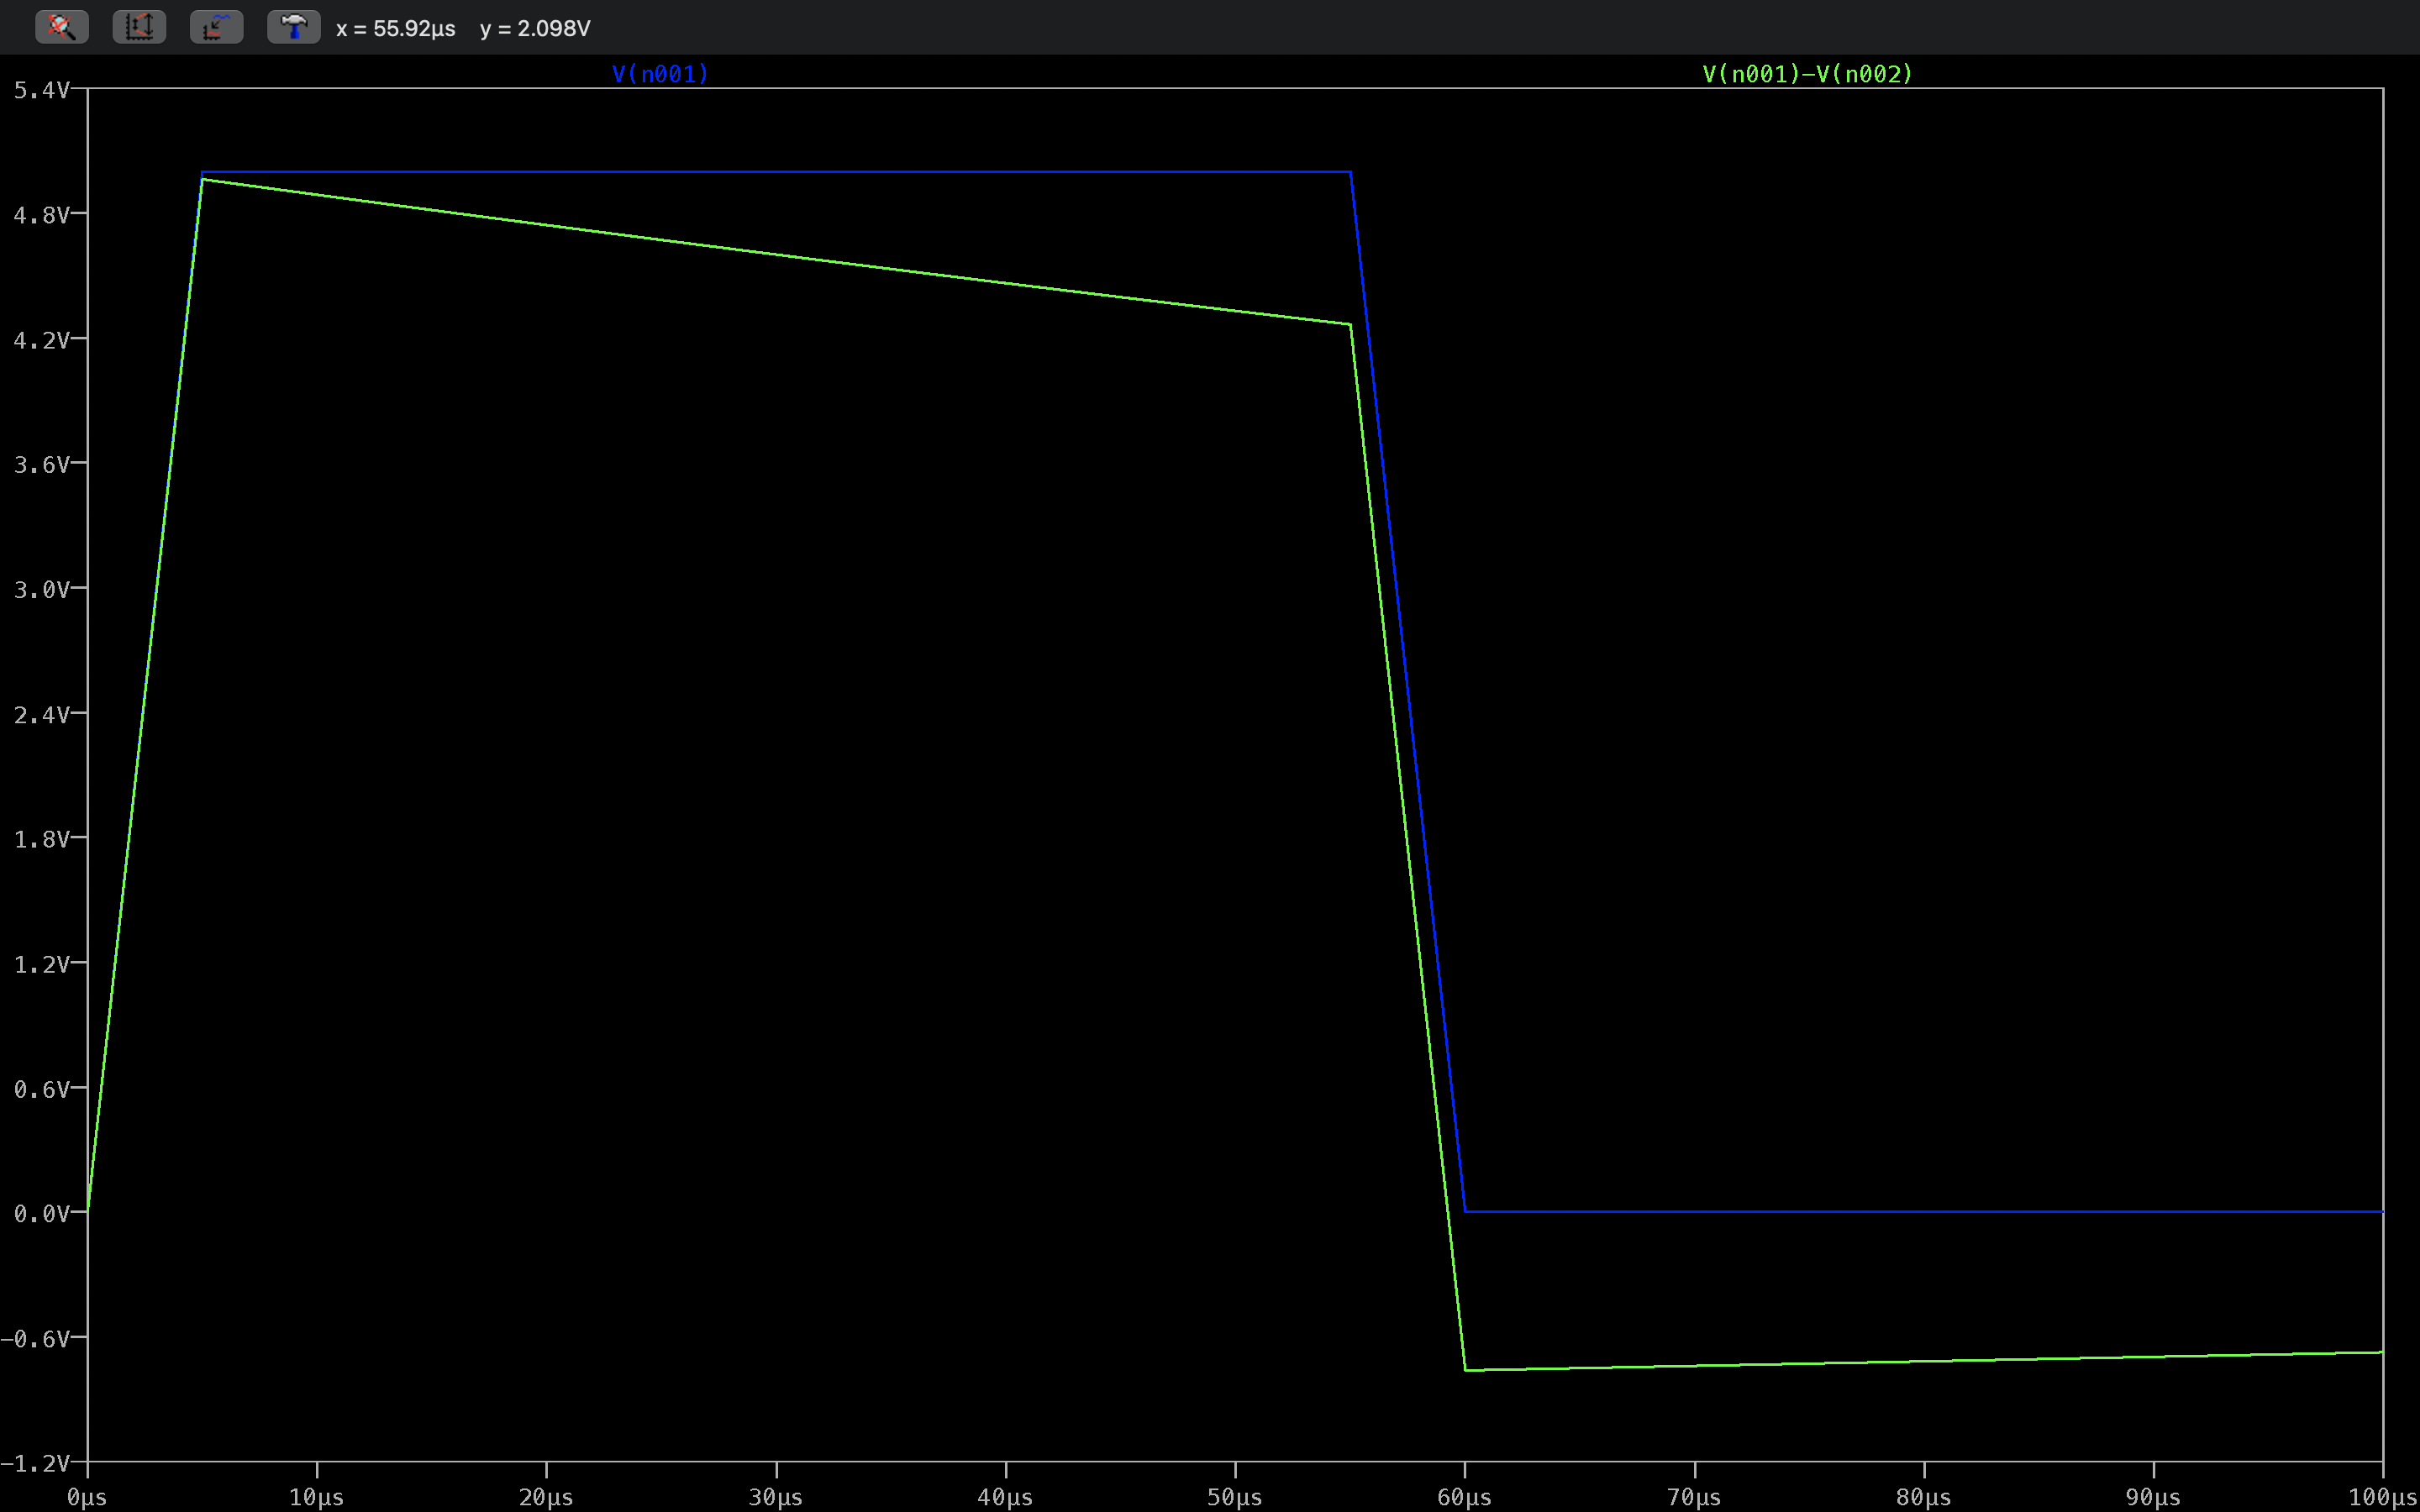 x = 55.92µs y = 2.098V
V(n001) V(n001)−V(n002)
5.4V
4.8V
4.2V
3.6V
3.0V
2.4V
1.8V
1.2V
0.6V
0.0V
−0.6V
−1.2V
0µs 10µs 20µs 30µs 40µs 50µs 60µs 70µs 80µs 90µs 100µs